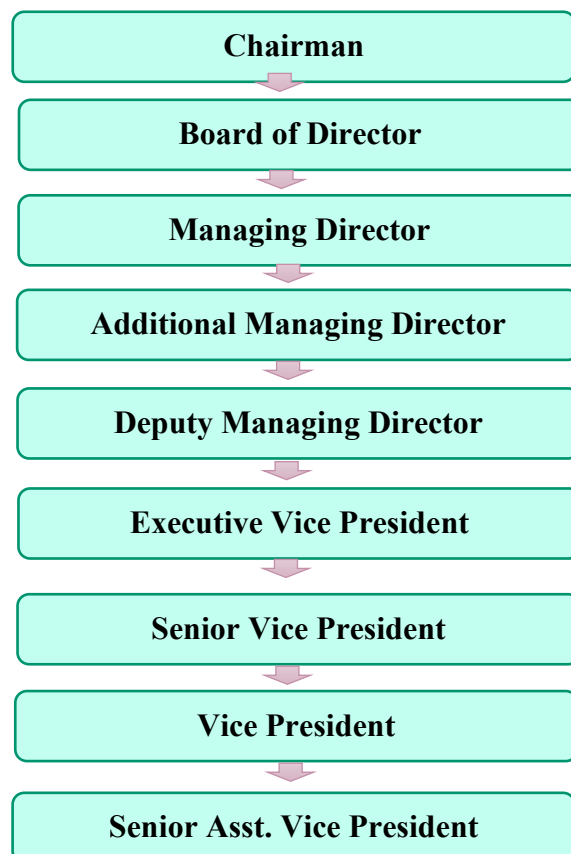 Chairman
Board of Director
Managing Director
Additional Managing Director
Deputy Managing Director
Executive Vice President
Senior Vice President
Vice President
Senior Asst. Vice President